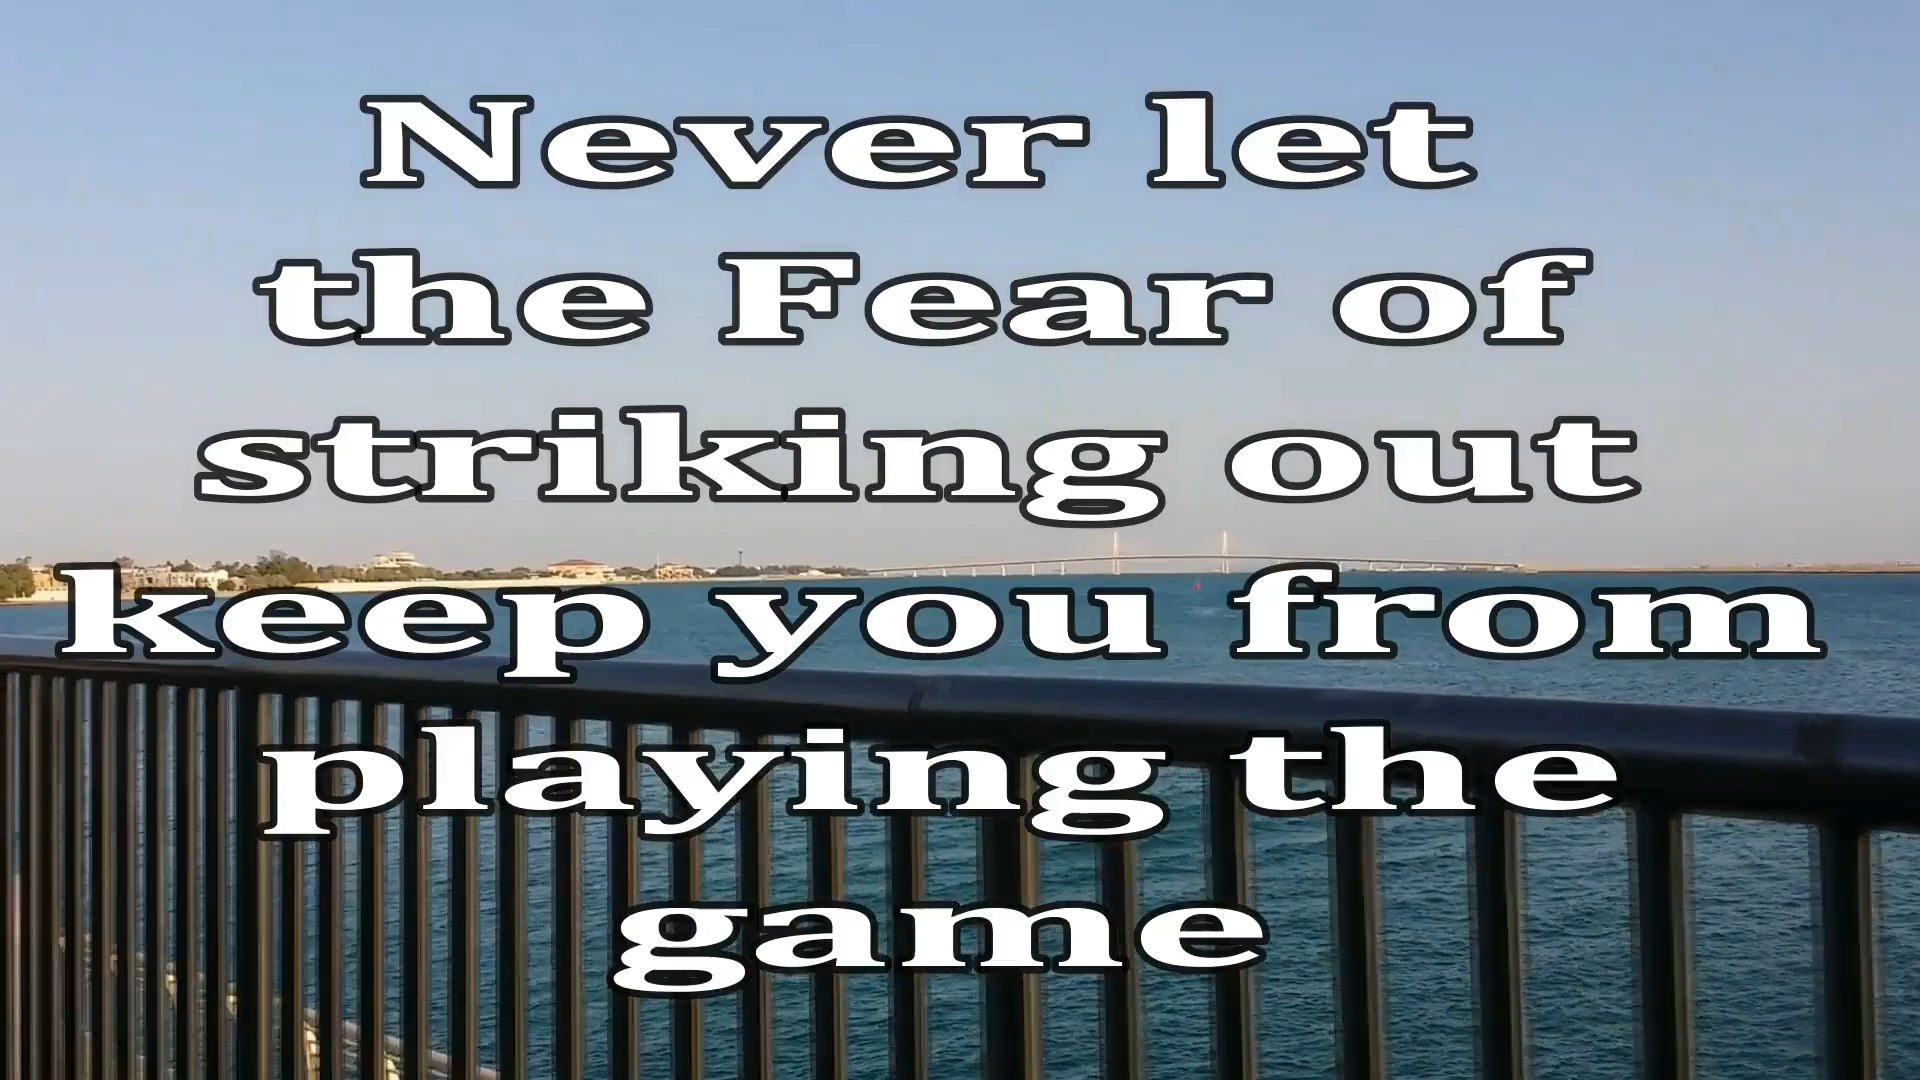 Never let
the Fear of
striking out
keep you from
playing the
game